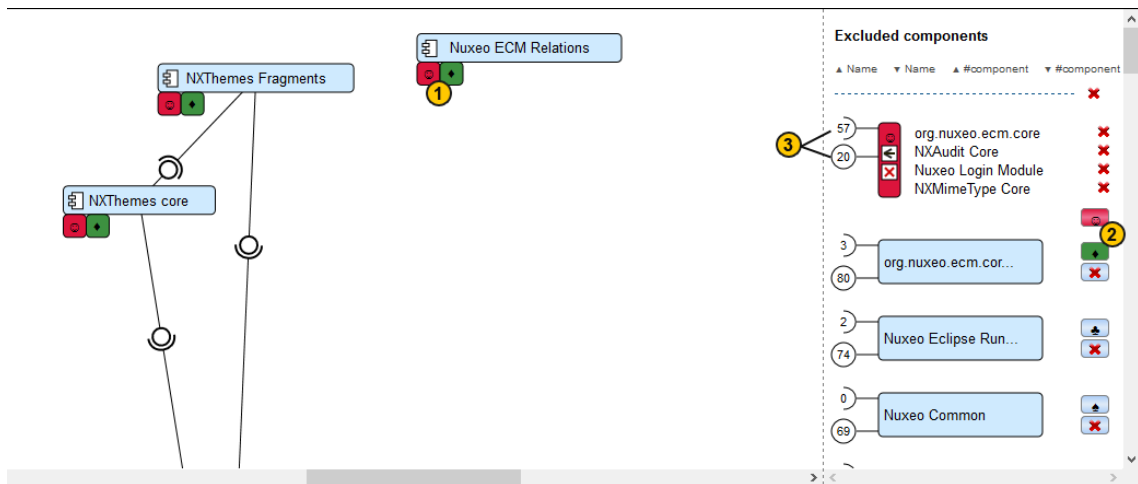 Nuxeo ECM Relations
1
NXThemes Fragments
NXThemes core
Excluded components
▲ Name ▼ Name ▲ #component ▼ #component
3
57
20
org.nuxeo.ecm.core
NXAudit Core
Nuxeo Login Module
NXMimeType Core
2
3
80
org.nuxeo.ecm.cor...
2
74
Nuxeo Eclipse Run...
0
69
Nuxeo Common